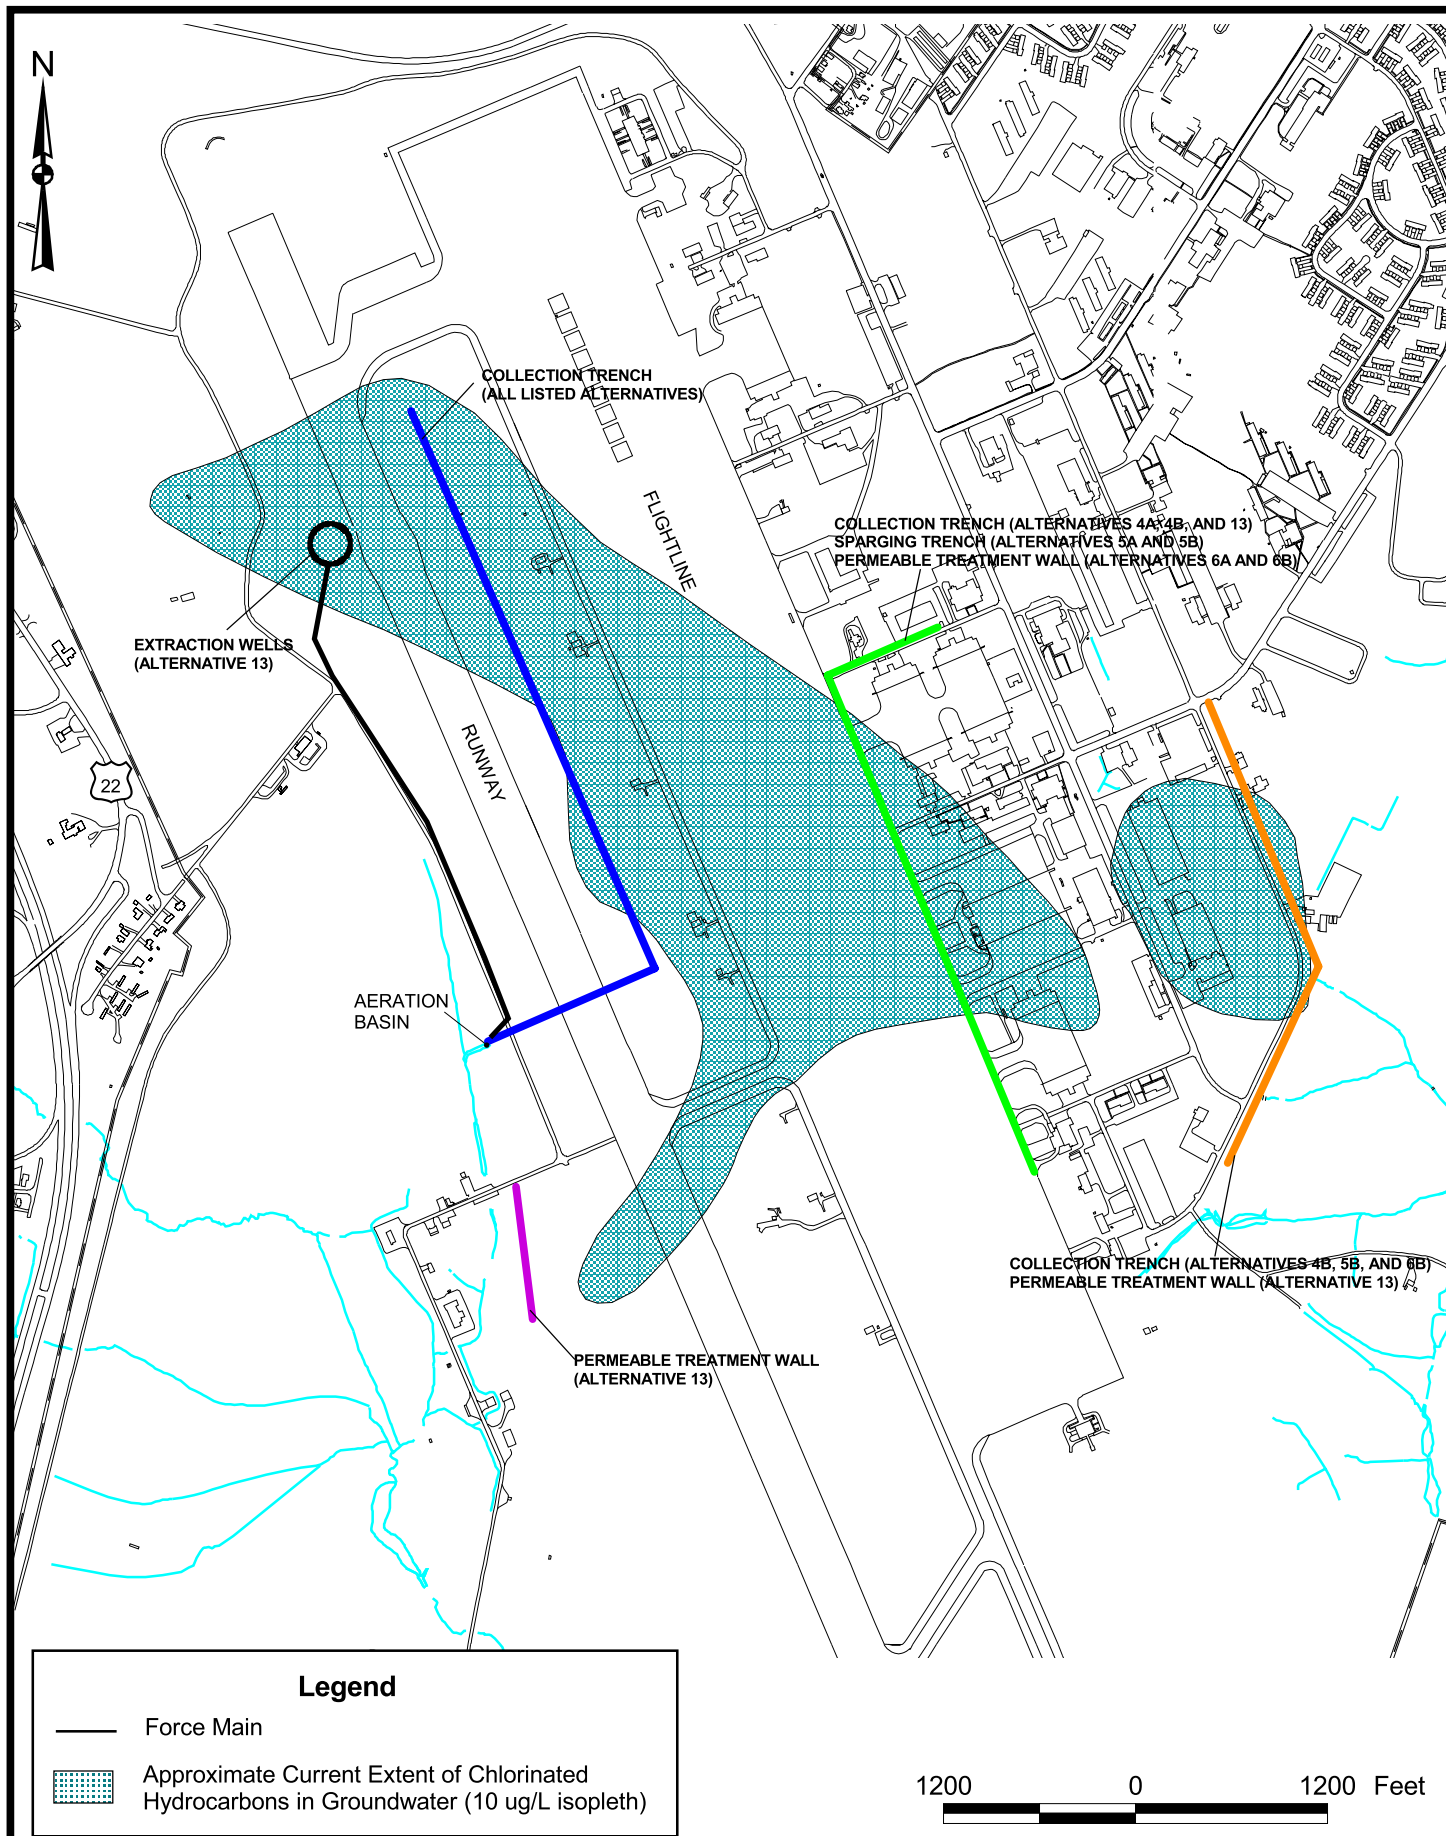 N
COLLECTION TRENCH
(ALL LISTED ALTERNATIVES)
FLIGHTLINE
COLLECTION TRENCH (ALTERNATIVES 4A, 4B, AND 13)
SPARGING TRENCH (ALTERNATIVES 5A AND 5B)
PERMEABLE TREATMENT WALL (ALTERNATIVES 6A AND 6B)
EXTRACTION WELLS
(ALTERNATIVE 13)
RUNWAY
22
AERATION
BASIN
COLLECTION TRENCH (ALTERNATIVES 4B, 5B, AND 6B)
PERMEABLE TREATMENT WALL (ALTERNATIVE 13)
PERMEABLE TREATMENT WALL
(ALTERNATIVE 13)
Legend
Force Main
Approximate Current Extent of Chlorinated
Hydrocarbons in Groundwater (10 ug/L isopleth)
1200 0 1200 Feet